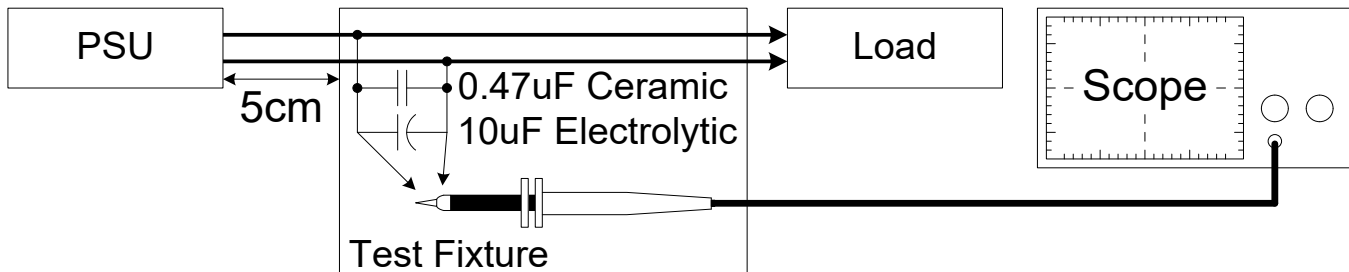 PSU
Load
Scope
5cm
0.47uF Ceramic
10uF Electrolytic
Test Fixture